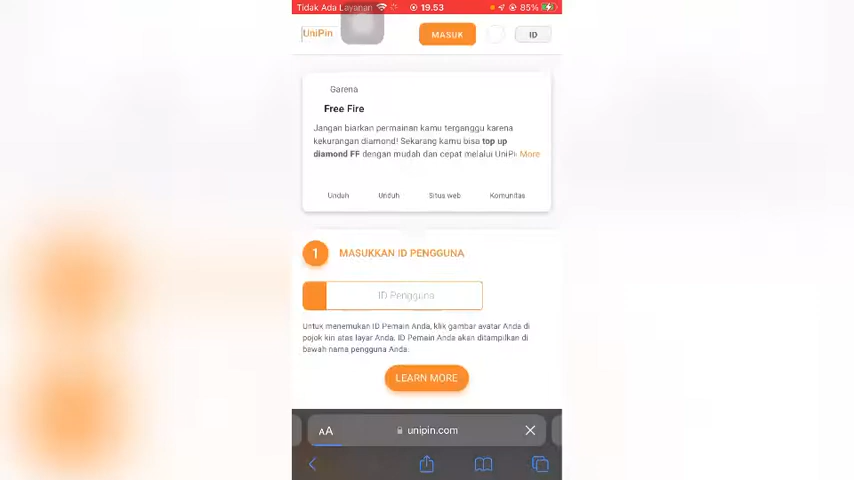 Tidak Ada Layanan 19.53 85%
UniPin MASUK ID
Garena
Free Fire
Jangan biarkan permainan kamu terganggu karena
kekurangan diamond! Sekarang kamu bisa top up
diamond FF dengan mudah dan cepat melalui UniPi More
Unduh Unduh Situs web Komunitas
1 MASUKKAN ID PENGGUNA
ID Pengguna
Untuk menemukan ID Pemain Anda, klik gambar avatar Anda di
pojok kiri atas layar Anda. ID Pemain Anda akan ditampilkan di
bawah nama pengguna Anda.
LEARN MORE
AA unipin.com